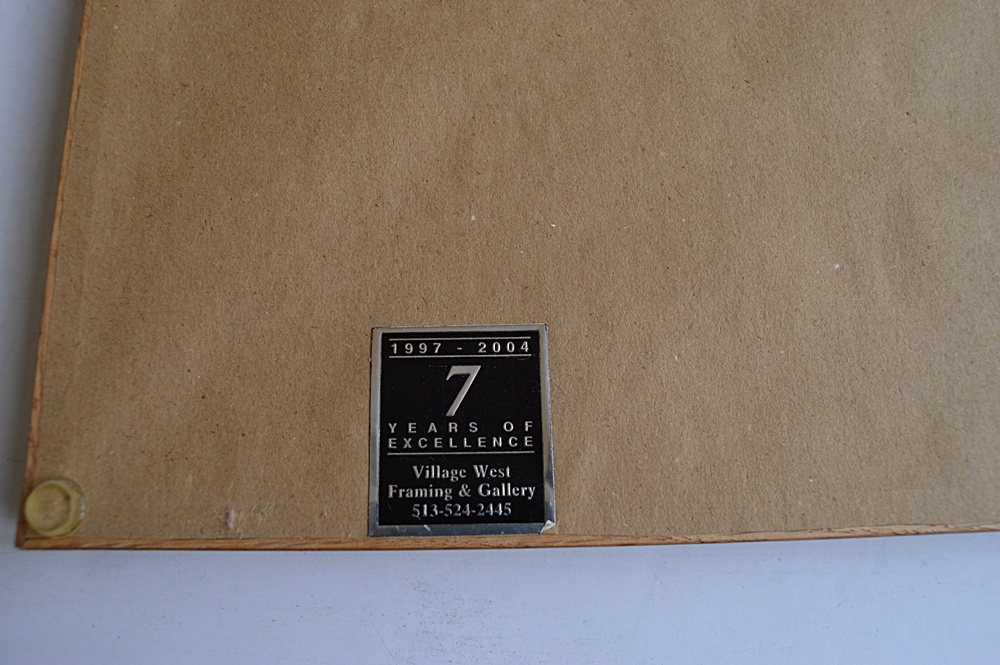 1997 - 2004
7
YEARS OF
EXCELLENCE
Village West
Framing & Gallery
513-524-2445